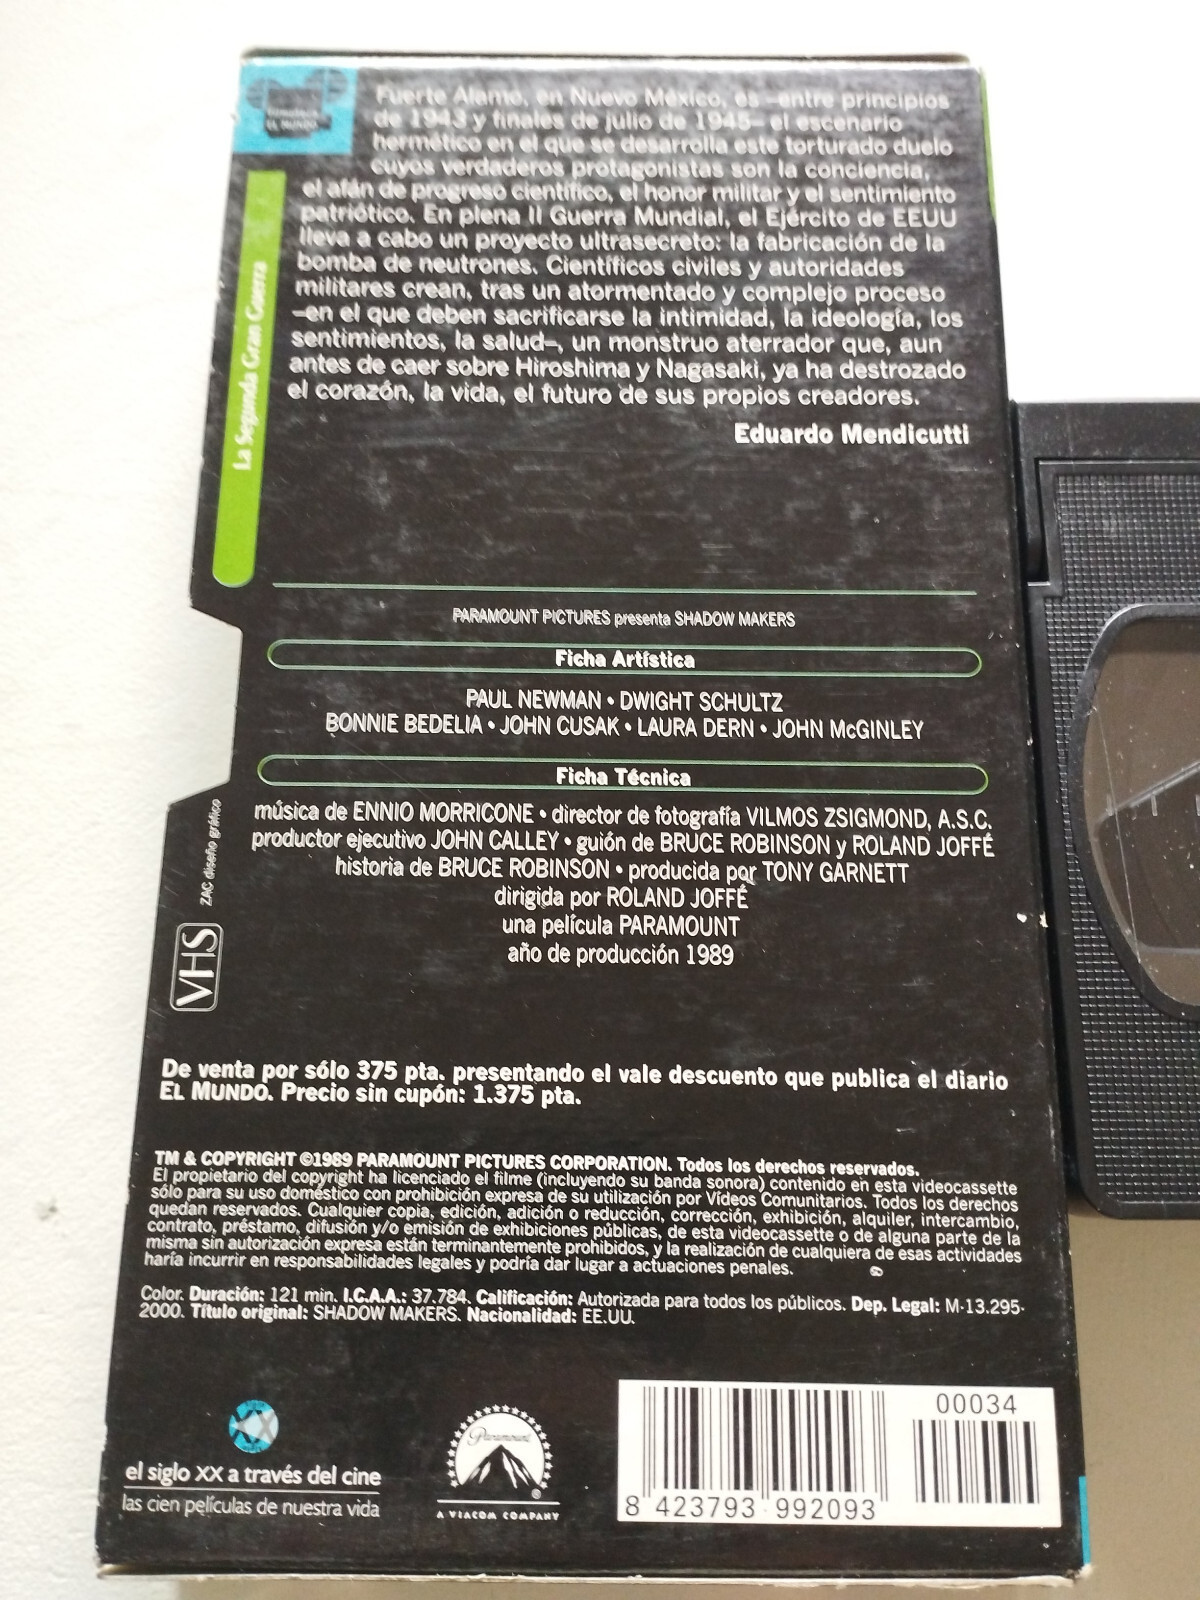 filmoteca
EL MUNDO
Fuerte Alamo, en Nuevo México, es –entre principios
de 1943 y finales de julio de 1945– el escenario
hermético en el que se desarrolla este torturado duelo
cuyos verdaderos protagonistas son la conciencia,
el afán de progreso científico, el honor militar y el sentimiento
patriótico. En plena II Guerra Mundial, el Ejército de EEUU
lleva a cabo un proyecto ultrasecreto: la fabricación de la
bomba de neutrones. Científicos civiles y autoridades
militares crean, tras un atormentado y complejo proceso
–en el que deben sacrificarse la intimidad, la ideología, los
sentimientos, la salud–, un monstruo aterrador que, aun
antes de caer sobre Hiroshima y Nagasaki, ya ha destrozado
el corazón, la vida, el futuro de sus propios creadores.
Eduardo Mendicutti
La Segunda Gran Guerra
PARAMOUNT PICTURES presenta SHADOW MAKERS
Ficha Artística
PAUL NEWMAN • DWIGHT SCHULTZ
BONNIE BEDELIA • JOHN CUSAK • LAURA DERN • JOHN McGINLEY
Ficha Técnica
música de ENNIO MORRICONE • director de fotografía VILMOS ZSIGMOND, A.S.C.
productor ejecutivo JOHN CALLEY • guión de BRUCE ROBINSON y ROLAND JOFFÉ
historia de BRUCE ROBINSON • producida por TONY GARNETT
dirigida por ROLAND JOFFÉ
una película PARAMOUNT
año de producción 1989
ZAC diseño gráfico
VHS
De venta por sólo 375 pta. presentando el vale descuento que publica el diario
EL MUNDO. Precio sin cupón: 1.375 pta.
TM & COPYRIGHT ©1989 PARAMOUNT PICTURES CORPORATION. Todos los derechos reservados.
El propietario del copyright ha licenciado el filme (incluyendo su banda sonora) contenido en esta videocassette
sólo para su uso doméstico con prohibición expresa de su utilización por Vídeos Comunitarios. Todos los derechos
quedan reservados. Cualquier copia, edición, adición o reducción, corrección, exhibición, alquiler, intercambio,
contrato, préstamo, difusión y/o emisión de exhibiciones públicas, de esta videocassette o de alguna parte de la
misma sin autorización expresa están terminantemente prohibidos, y la realización de cualquiera de esas actividades
haría incurrir en responsabilidades legales y podría dar lugar a actuaciones penales.
Color. Duración: 121 min. I.C.A.A.: 37.784. Calificación: Autorizada para todos los públicos. Dep. Legal: M-13.295-
2000. Título original: SHADOW MAKERS. Nacionalidad: EE.UU.
XX
el siglo XX a través del cine
las cien películas de nuestra vida
Paramount
®
A VIACOM COMPANY
00034
8 423793 992093